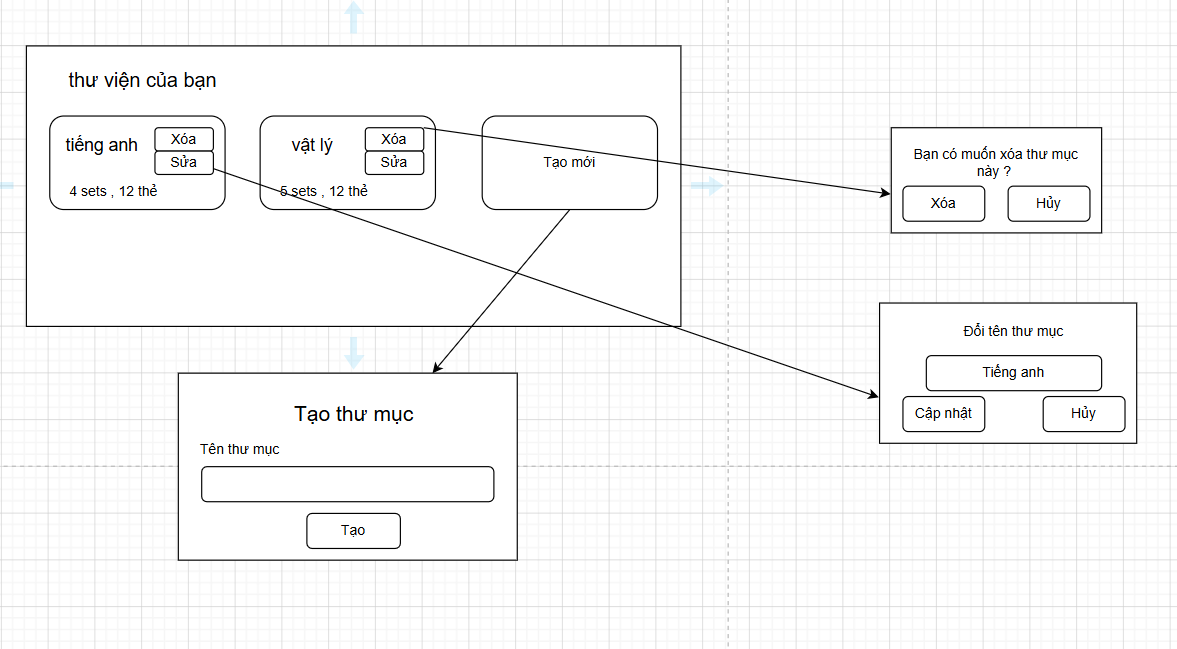 thư viện của bạn
tiếng anh
Xóa
Sửa
4 sets , 12 thẻ
vật lý
Xóa
Sửa
5 sets , 12 thẻ
Tạo mới
Bạn có muốn xóa thư mục
này ?
Xóa
Hủy
Đổi tên thư mục
Tiếng anh
Cập nhật
Hủy
Tạo thư mục
Tên thư mục
Tạo